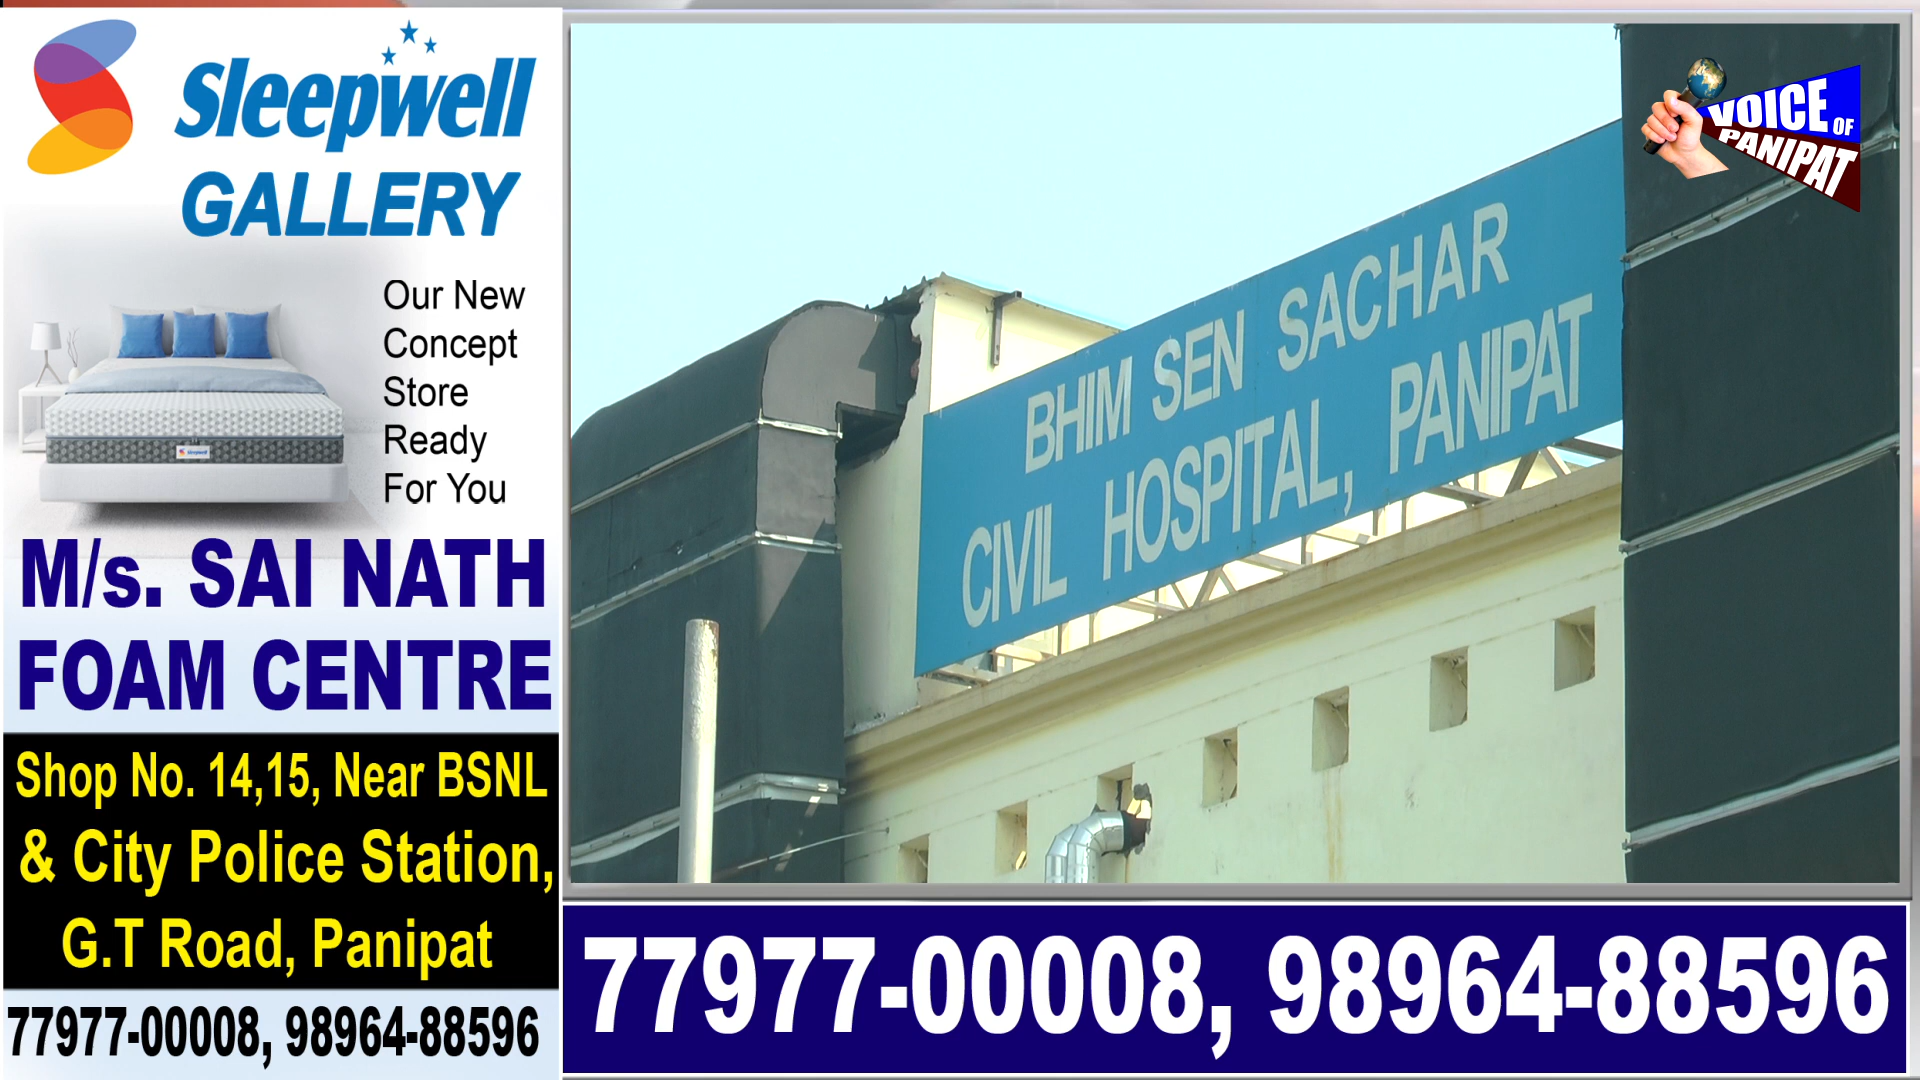 Sleepwell
GALLERY
Our New
Concept
Store
Ready
For You
sleepwell
M/s. SAI NATH
FOAM CENTRE
Shop No. 14,15, Near BSNL
& City Police Station,
G.T Road, Panipat
77977-00008, 98964-88596
VOICE OF
PANIPAT
BHIM SEN SACHAR
CIVIL HOSPITAL, PANIPAT
77977-00008, 98964-88596